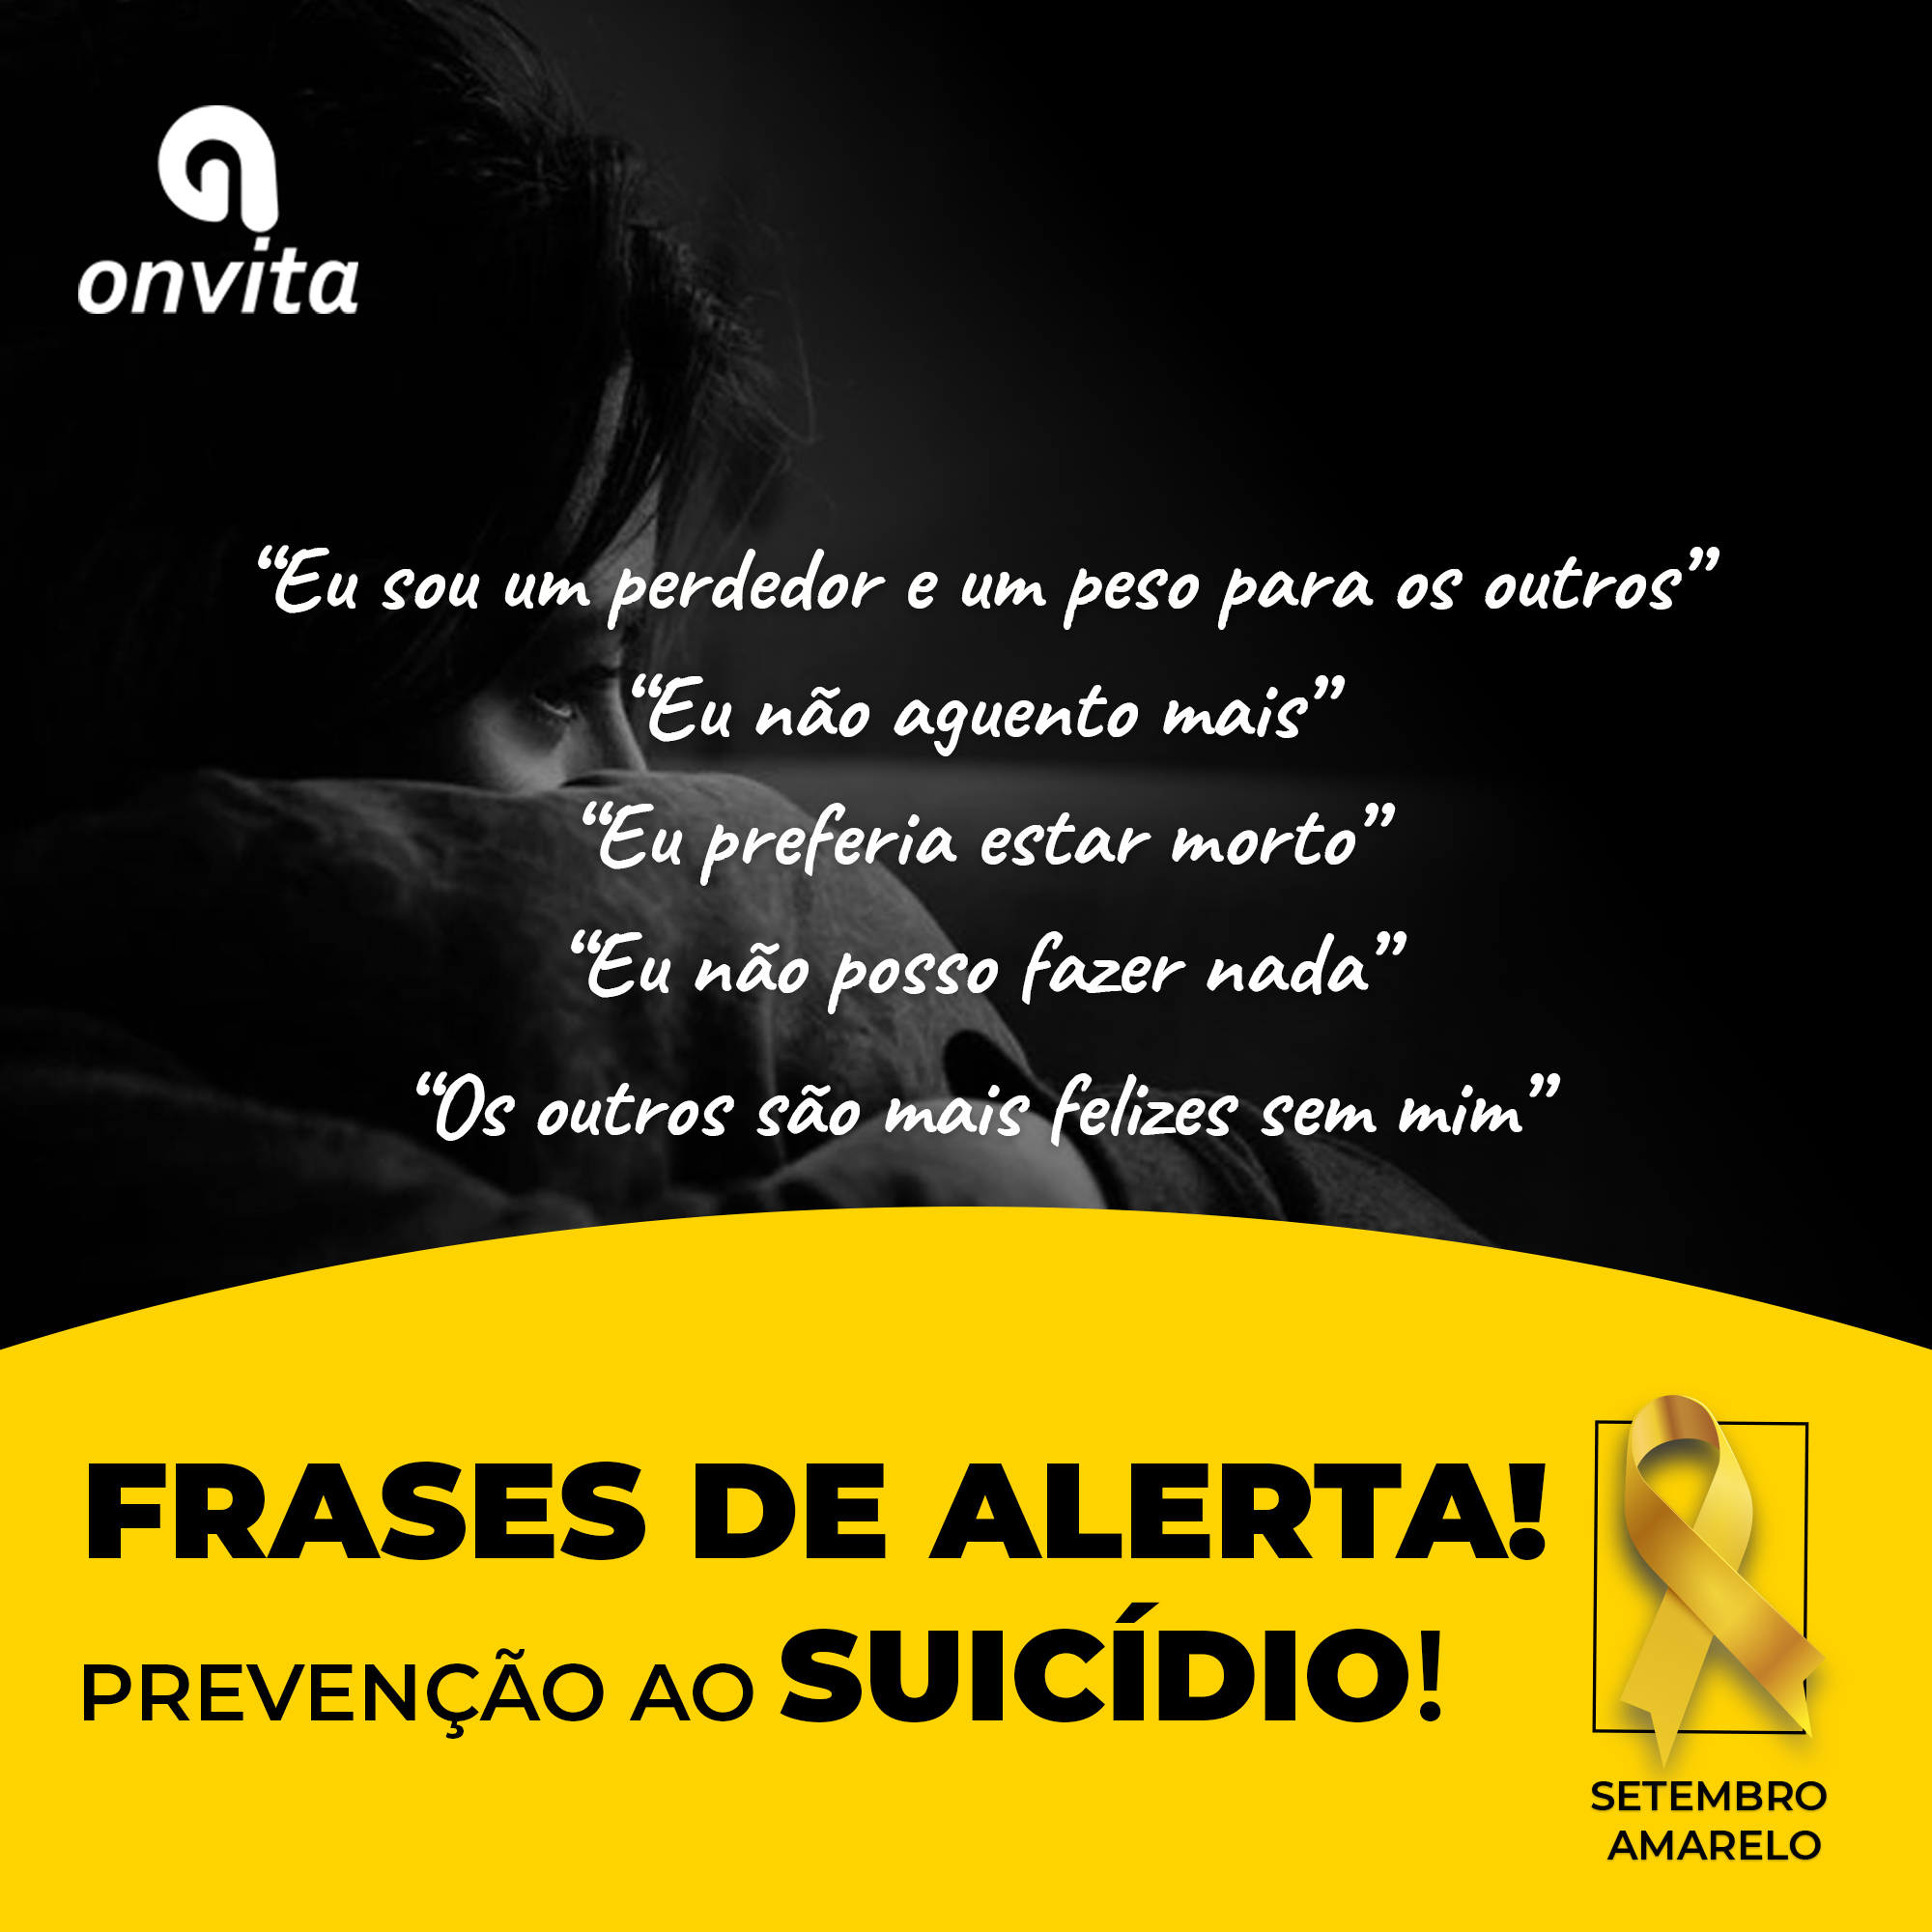 onvita
“Eu sou um perdedor e um peso para os outros”
“Eu não aguento mais”
“Eu preferia estar morto”
“Eu não posso fazer nada”
“Os outros são mais felizes sem mim”
FRASES DE ALERTA!
PREVENÇÃO AO SUICÍDIO!
SETEMBRO
AMARELO